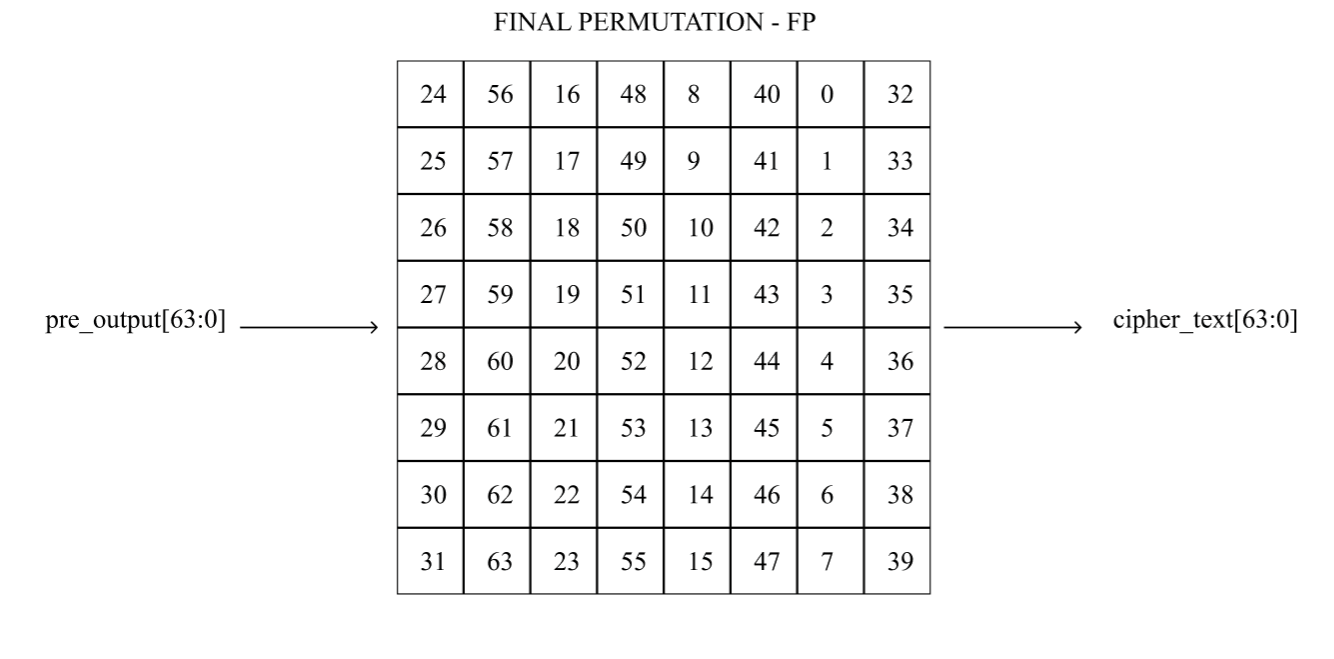 FINAL PERMUTATION - FP
24 56 16 48 8 40 0 32
25 57 17 49 9 41 1 33
26 58 18 50 10 42 2 34
27 59 19 51 11 43 3 35
pre_output[63:0]
cipher_text[63:0]
28 60 20 52 12 44 4 36
29 61 21 53 13 45 5 37
30 62 22 54 14 46 6 38
31 63 23 55 15 47 7 39